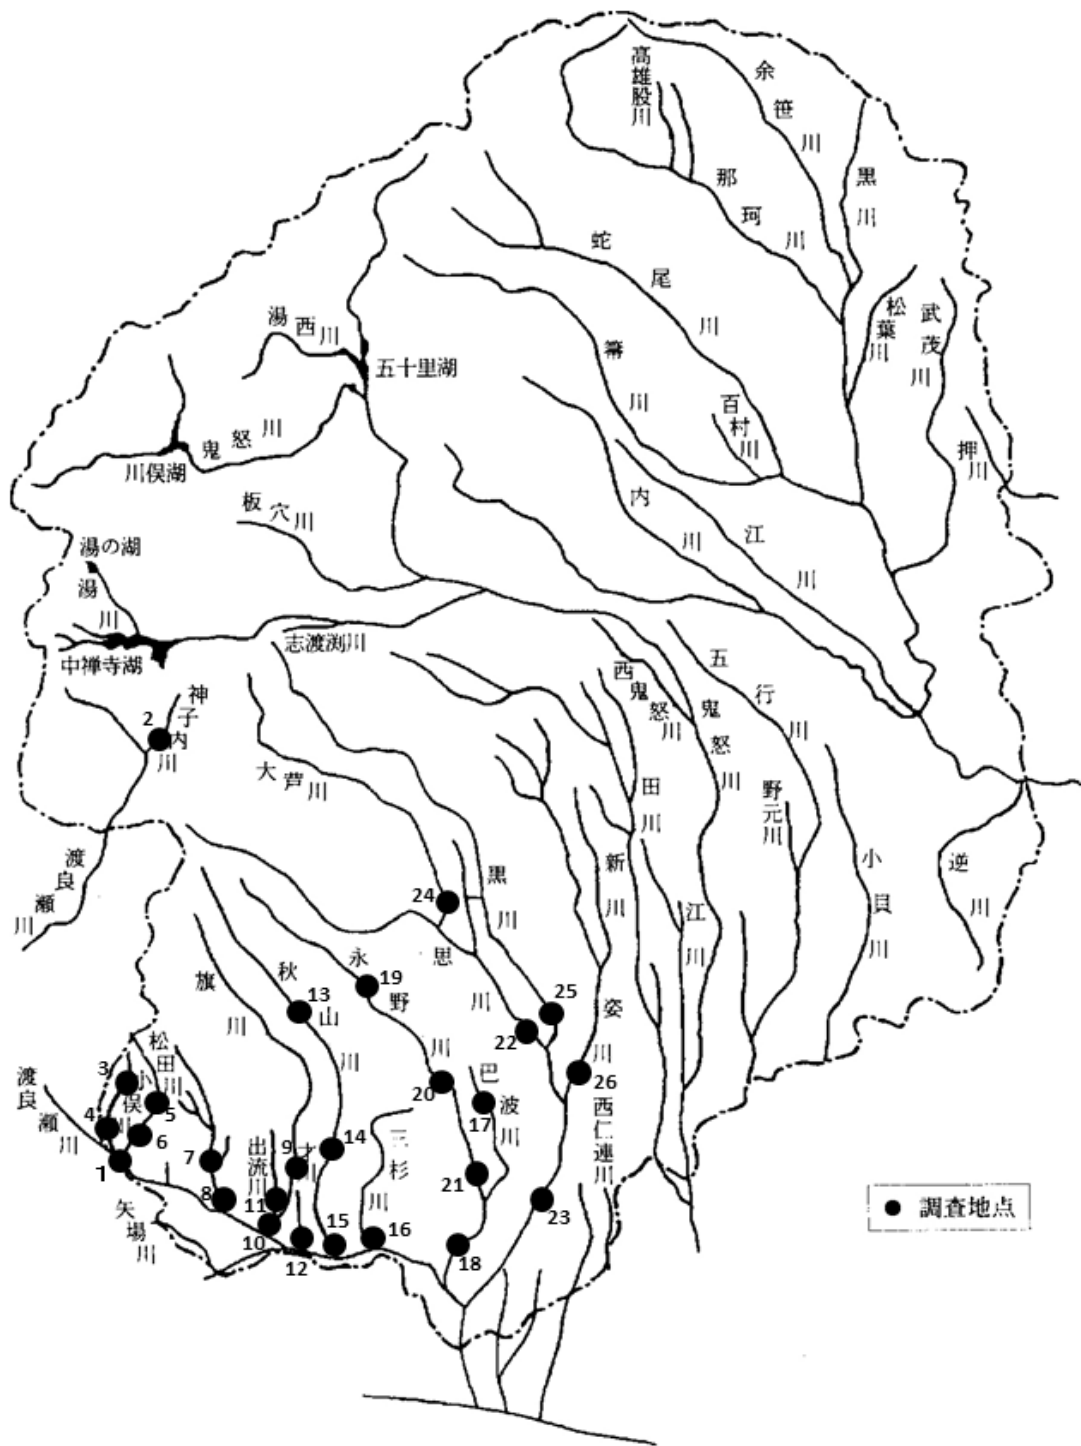 高雄股川
余笹川
黒川
那珂川
蛇尾川
松葉川
武茂川
湯西川
五十里湖
箒川
百村川
鬼怒川
川俣湖
押川
板穴川
内川
江川
湯の湖
湯川
志渡渕川
中禅寺湖
西鬼怒川
五行川
神子内川
2
鬼怒川
大芦川
田川
野元川
新川
小貝川
逆川
渡良瀬川
24
黒川
江川
思川
永野川
19
秋山川
13
旗川
25
22
姿川
26
松田川
3
小俣川
渡良瀬川
5
4
6
20
巴波川
17
西仁連川
1
7
出流川
9
才川
14
三杉川
21
8
11
23
調査地点
矢場川
10
15
16
12
18